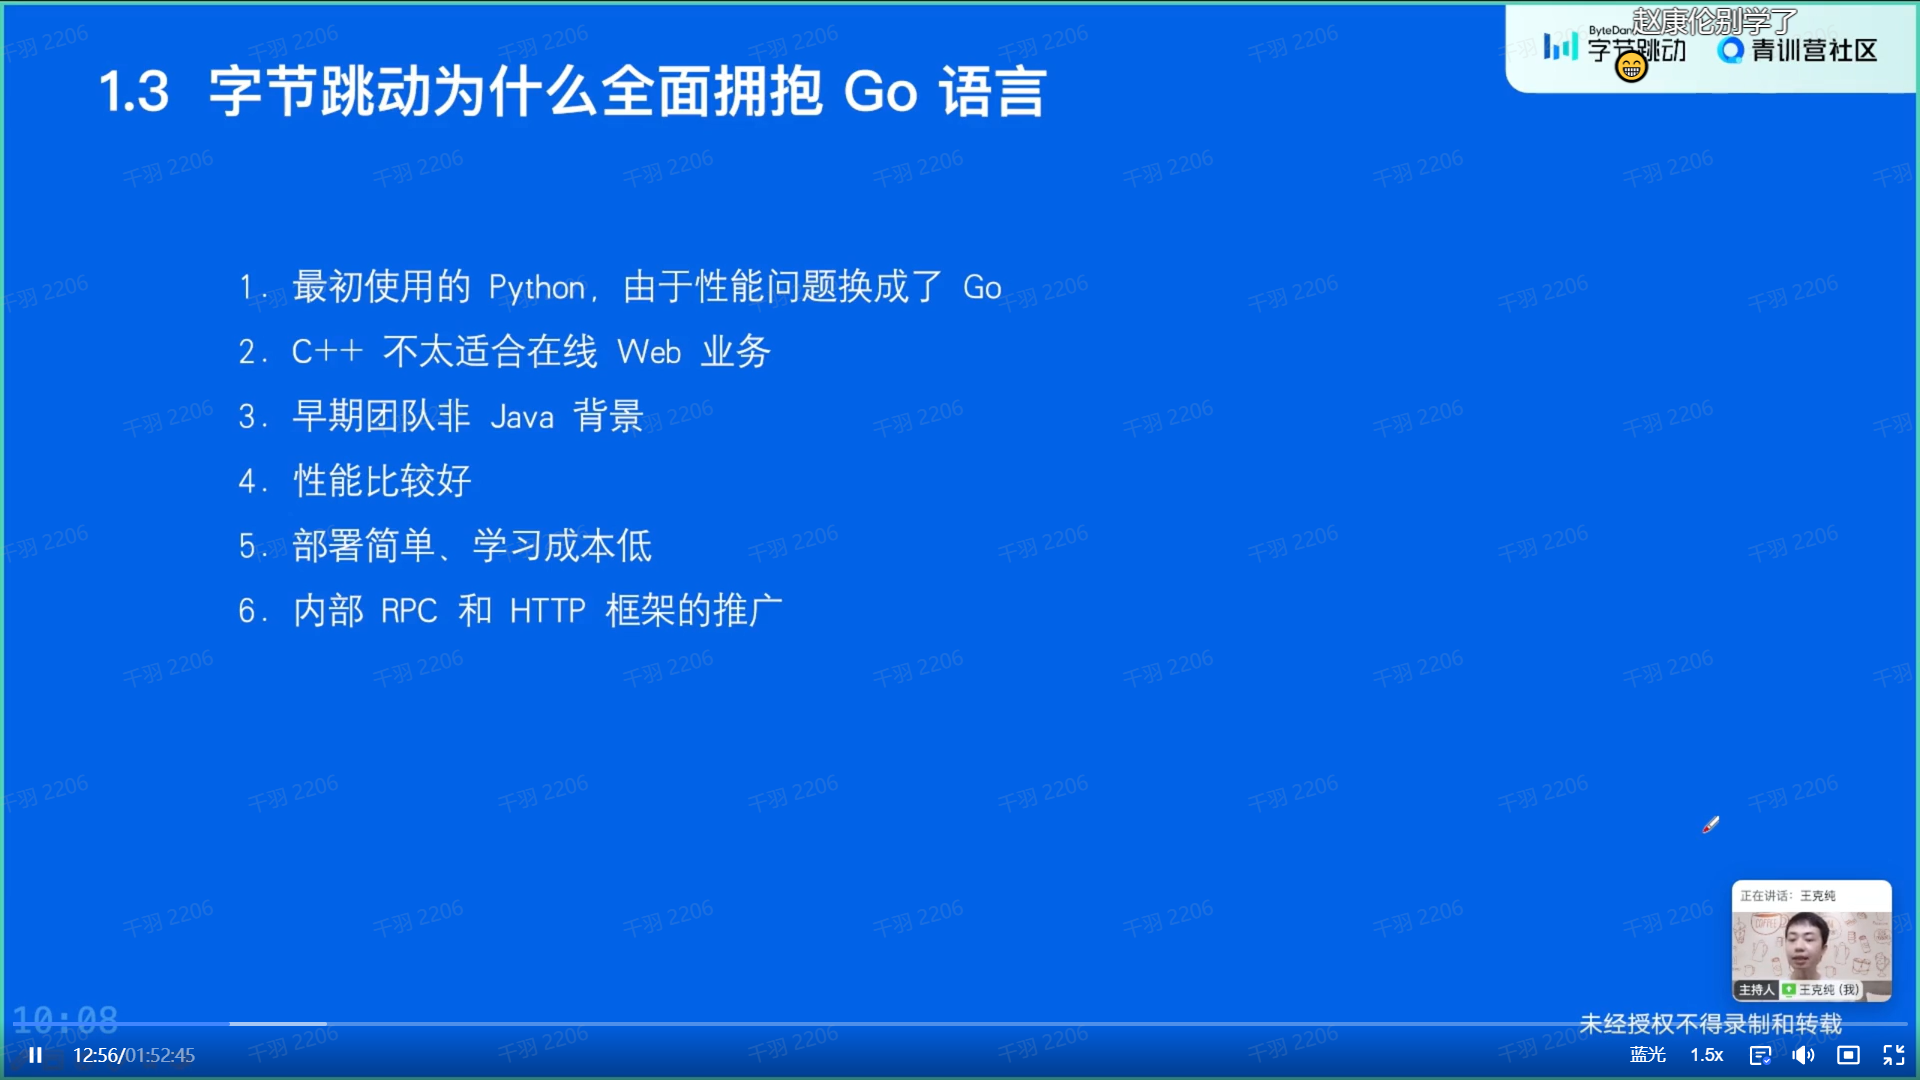 赵康伦别学了
ByteDan
字节跳动 青训营社区
1.3 字节跳动为什么全面拥抱 Go 语言
1. 最初使用的 Python，由于性能问题换成了 Go
2. C++ 不太适合在线 Web 业务
3. 早期团队非 Java 背景
4. 性能比较好
5. 部署简单、学习成本低
6. 内部 RPC 和 HTTP 框架的推广
千羽 2206
正在讲话：王克纯
COFFEE
主持人 王克纯 (我)
10:08
未经授权不得录制和转载
12:56/01:52:45
蓝光 1.5x